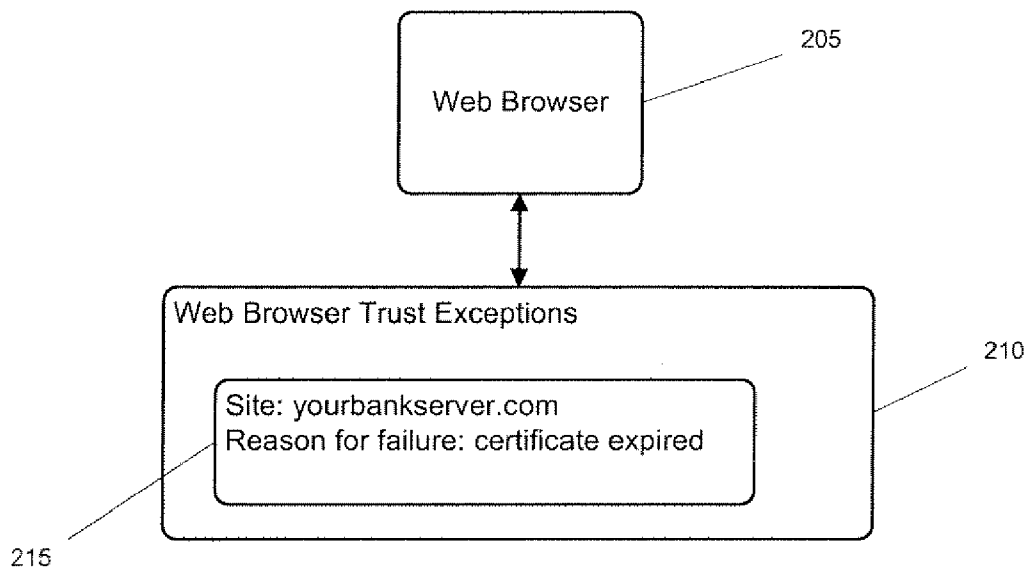 205
Web Browser
Web Browser Trust Exceptions
210
Site: yourbankserver.com
Reason for failure: certificate expired
215